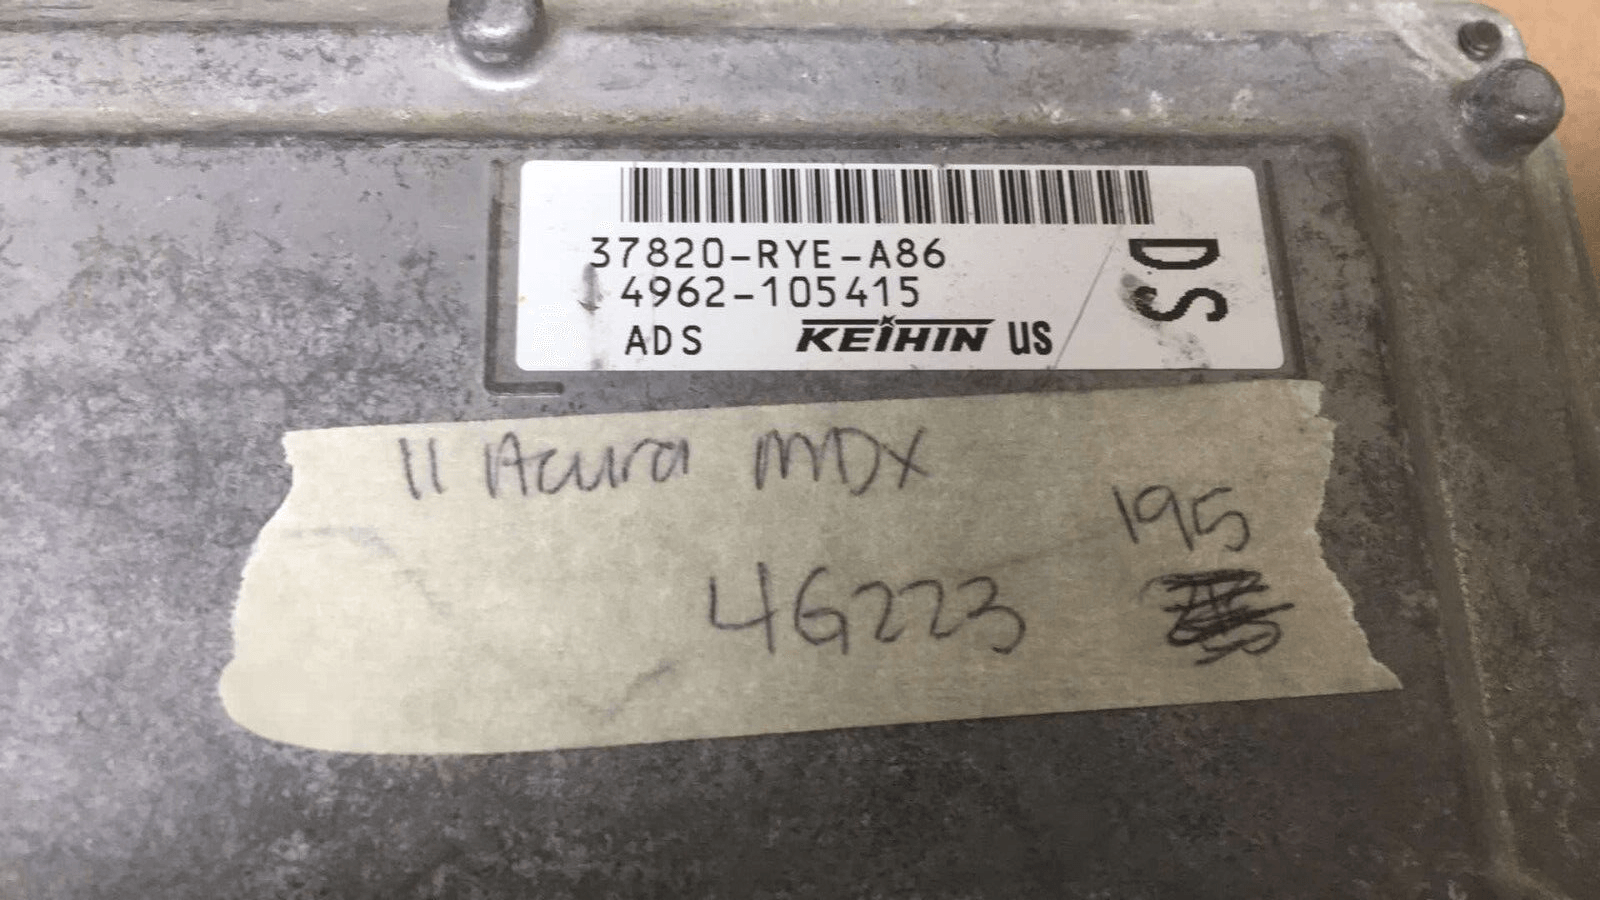 37820-RYE-A86
4962-105415
ADS KEIHIN US
DS
11 Acura MDX
195
4G223